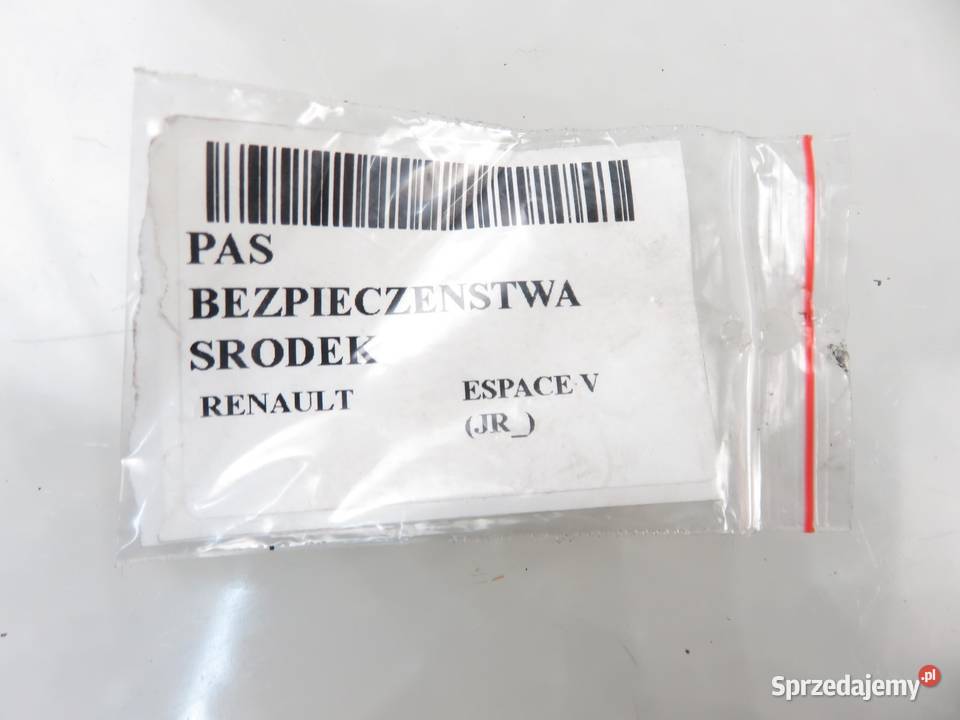 PAS
BEZPIECZENSTWA
SRODEK
RENAULT ESPACE V
(JR_)
Sprzedajemy.pl